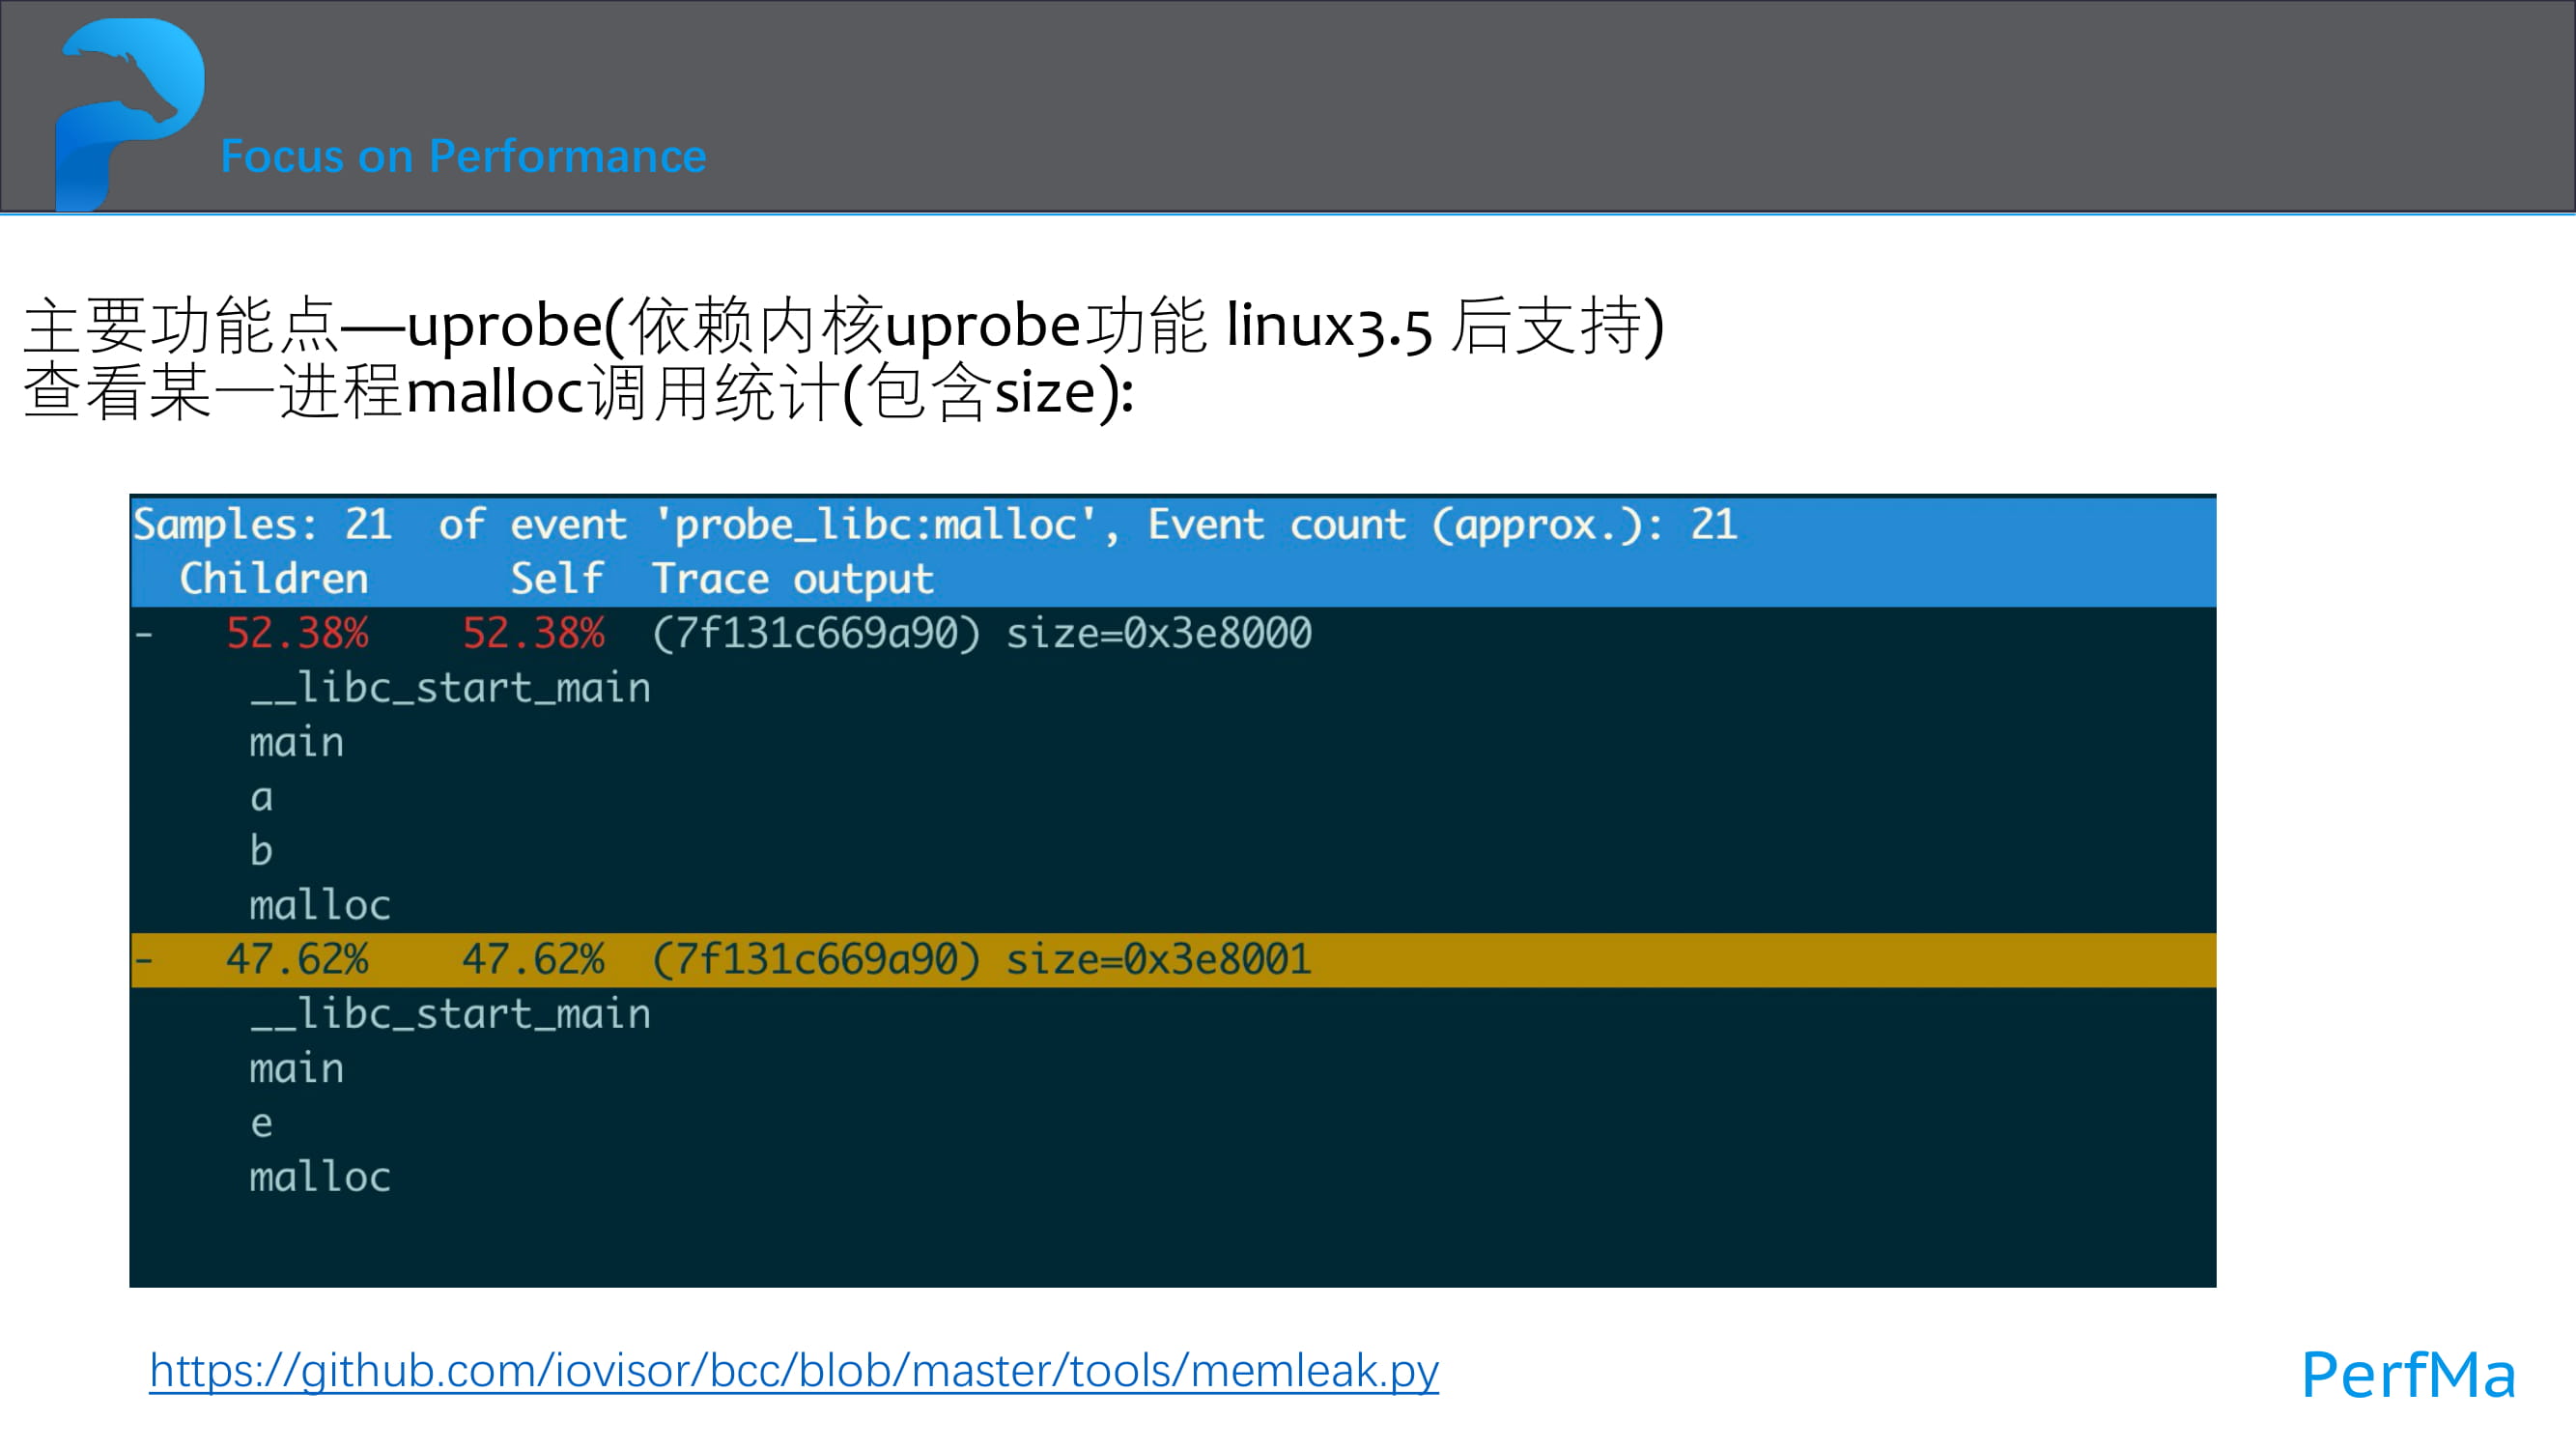 Focus on Performance
主要功能点—uprobe(依赖内核uprobe功能 linux3.5 后支持)
查看某一进程malloc调用统计(包含size):
Samples: 21  of event 'probe_libc:malloc', Event count (approx.): 21
  Children      Self  Trace output
-   52.38%    52.38%  (7f131c669a90) size=0x3e8000
     __libc_start_main
     main
     a
     b
     malloc
-   47.62%    47.62%  (7f131c669a90) size=0x3e8001
     __libc_start_main
     main
     e
     malloc
https://github.com/iovisor/bcc/blob/master/tools/memleak.py
PerfMa